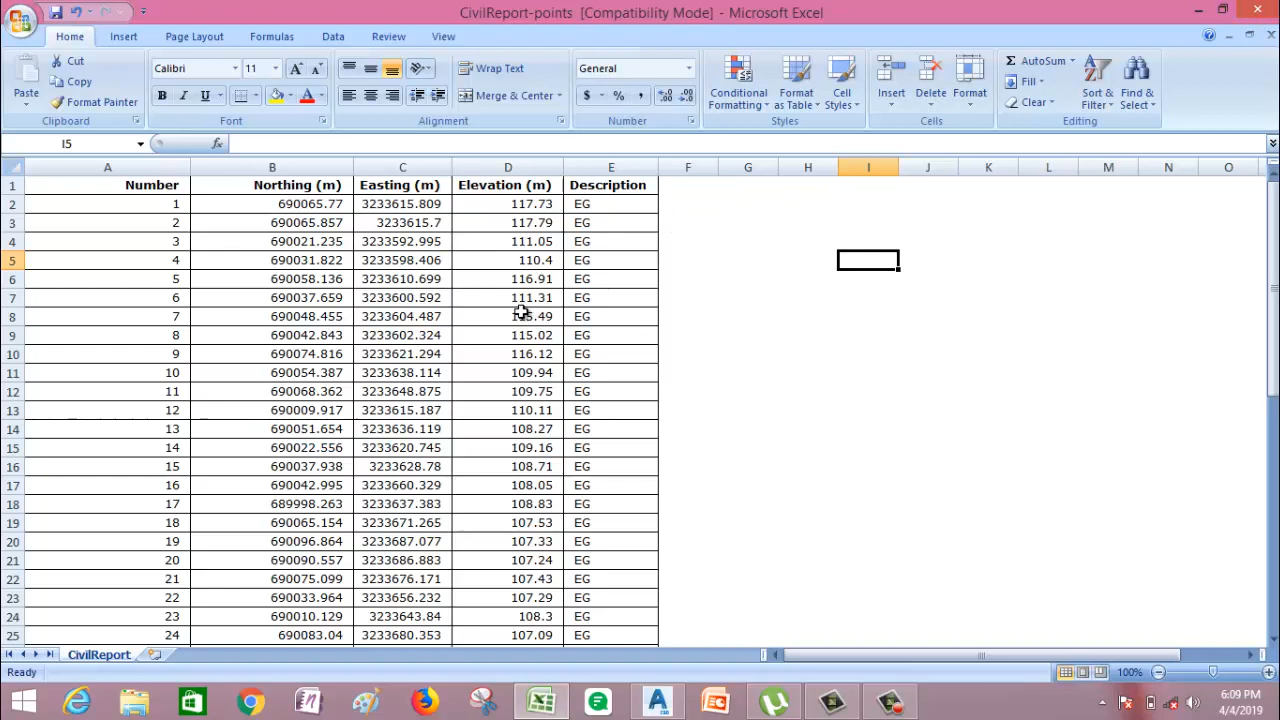 CivilReport-points [Compatibility Mode] - Microsoft Excel
Home Insert Page Layout Formulas Data Review View
Paste Cut Copy Format Painter Clipboard
Calibri 11 A A B I U A Font
Wrap Text Merge & Center Alignment
General $ % , Number
Conditional Formatting Format as Table Cell Styles Styles
Insert Delete Format Cells
Σ AutoSum Fill Clear Sort & Filter Find & Select Editing
I5 fx
A B C D E F G H I J K L M N O
1 Number Northing (m) Easting (m) Elevation (m) Description
2 1 690065.77 3233615.809 117.73 EG
3 2 690065.857 3233615.7 117.79 EG
4 3 690021.235 3233592.995 111.05 EG
5 4 690031.822 3233598.406 110.4 EG
6 5 690058.136 3233610.699 116.91 EG
7 6 690037.659 3233600.592 111.31 EG
8 7 690048.455 3233604.487 EG
9 8 690042.843 3233602.324 115.02 EG
10 9 690074.816 3233621.294 116.12 EG
11 10 690054.387 3233638.114 109.94 EG
12 11 690068.362 3233648.875 109.75 EG
13 12 690009.917 3233615.187 110.11 EG
14 13 690051.654 3233636.119 108.27 EG
15 14 690022.556 3233620.745 109.16 EG
16 15 690037.938 3233628.78 108.71 EG
17 16 690042.995 3233660.329 108.05 EG
18 17 689998.263 3233637.383 108.83 EG
19 18 690065.154 3233671.265 107.53 EG
20 19 690096.864 3233687.077 107.33 EG
21 20 690090.557 3233686.883 107.24 EG
22 21 690075.099 3233676.171 107.43 EG
23 22 690033.964 3233656.232 107.29 EG
24 23 690010.129 3233643.84 108.3 EG
25 24 690083.04 3233680.353 107.09 EG
CivilReport
Ready 100%
6:09 PM
4/4/2019